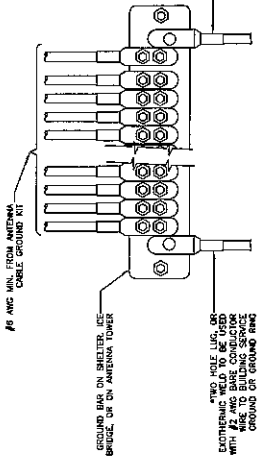 #6 AWG MIN. FROM ANTENNA
CABLE GROUND KIT
GROUND BAR ON SHELTER, ICE
BRIDGE, OR ON ANTENNA TOWER
*TWO HOLE LUG, OR
EXOTHERMIC WELD TO BE USED
WITH #2 AWG BARE CONDUCTOR
WIRE TO BUILDING SERVICE
GROUND OR GROUND RING